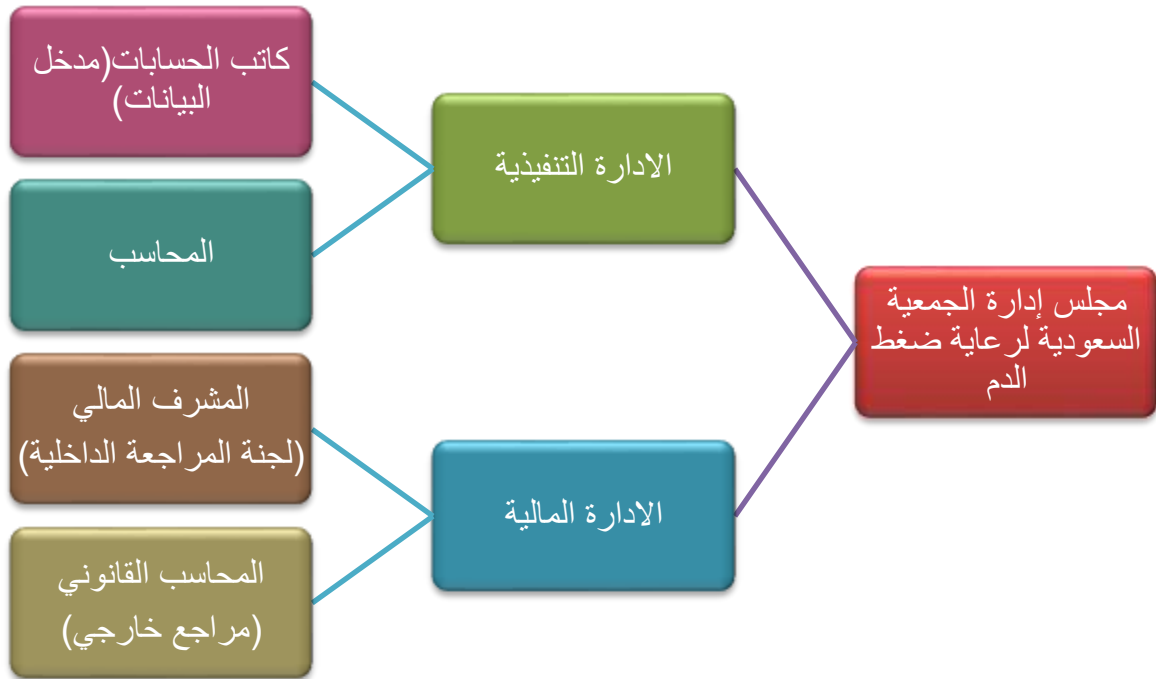 مجلس إدارة الجمعية
السعودية لرعاية ضغط
الدم
الادارة التنفيذية
كاتب الحسابات(مدخل
البيانات)
المحاسب
الادارة المالية
المشرف المالي
(لجنة المراجعة الداخلية)
المحاسب القانوني
(مراجع خارجي)